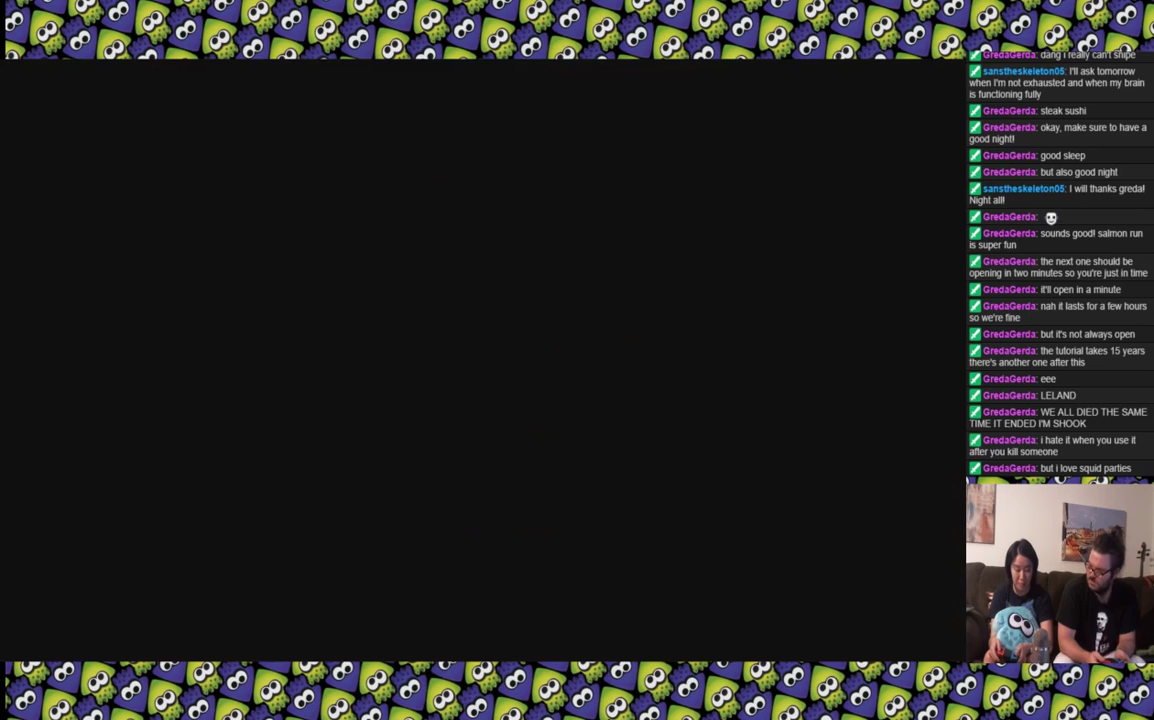 GredaGerda: dang i really can't snipe
sanstheskeleton05: I'll ask tomorrow
when I'm not exhausted and when my brain
is functioning fully
GredaGerda: steak sushi
GredaGerda: okay, make sure to have a
good night!
GredaGerda: good sleep
GredaGerda: but also good night
sanstheskeleton05: I will thanks greda!
Night all!
GredaGerda:
GredaGerda: sounds good! salmon run
is super fun
GredaGerda: the next one should be
opening in two minutes so you're just in time
GredaGerda: it'll open in a minute
GredaGerda: nah it lasts for a few hours
so we're fine
GredaGerda: but it's not always open
GredaGerda: the tutorial takes 15 years
there's another one after this
GredaGerda: eee
GredaGerda: LELAND
GredaGerda: WE ALL DIED THE SAME
TIME IT ENDED I'M SHOOK
GredaGerda: i hate it when you use it
after you kill someone
GredaGerda: but i love squid parties